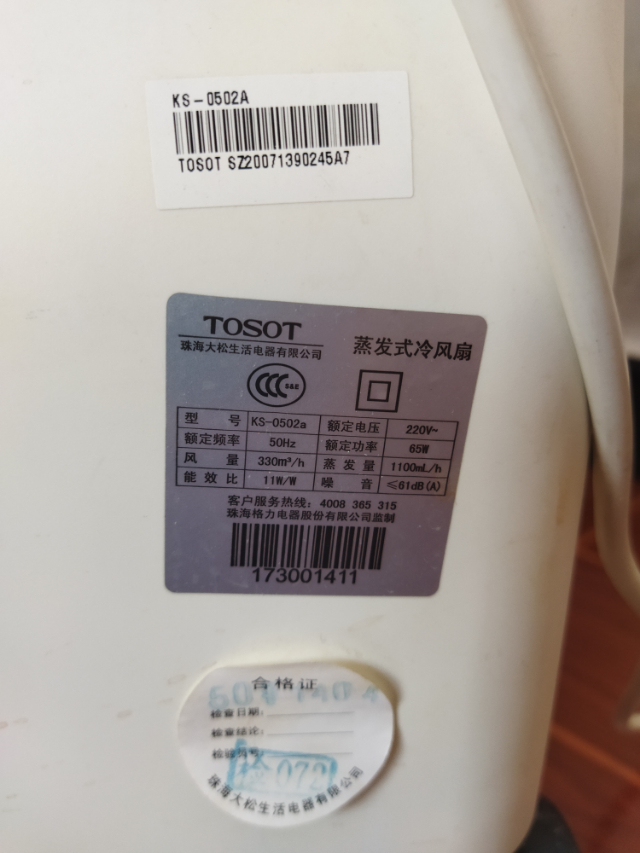 KS-0502A
TOSOT SZ20071390245A7
TOSOT
珠海大松生活电器有限公司
蒸发式冷风扇
S&E
型 号 KS-0502a 额定电压 220V~
额定频率 50Hz 额定功率 65W
风 量 330m³/h 蒸发量 1100mL/h
能效比 11W/W 噪 音 ≤61dB(A)
客户服务热线: 4008 365 315
珠海格力电器股份有限公司监制
173001411
合格证
检查日期:
检查结论:
检 072
珠海大松生活电器有限公司